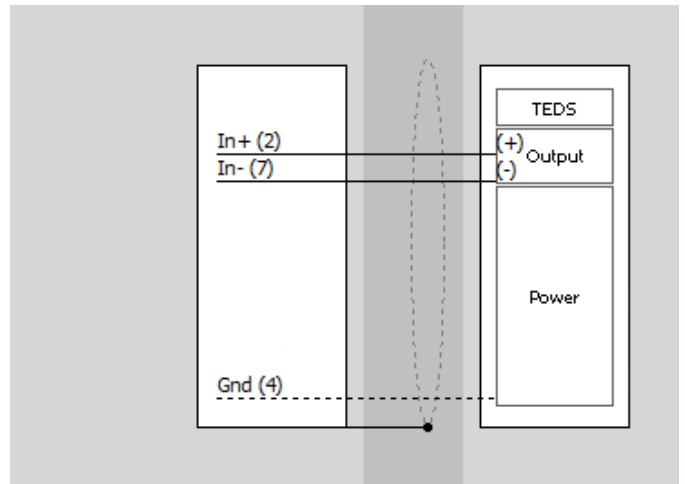 TEDS
In+ (2)
(+)
Output
In- (7)
(-)
Power
Gnd (4)